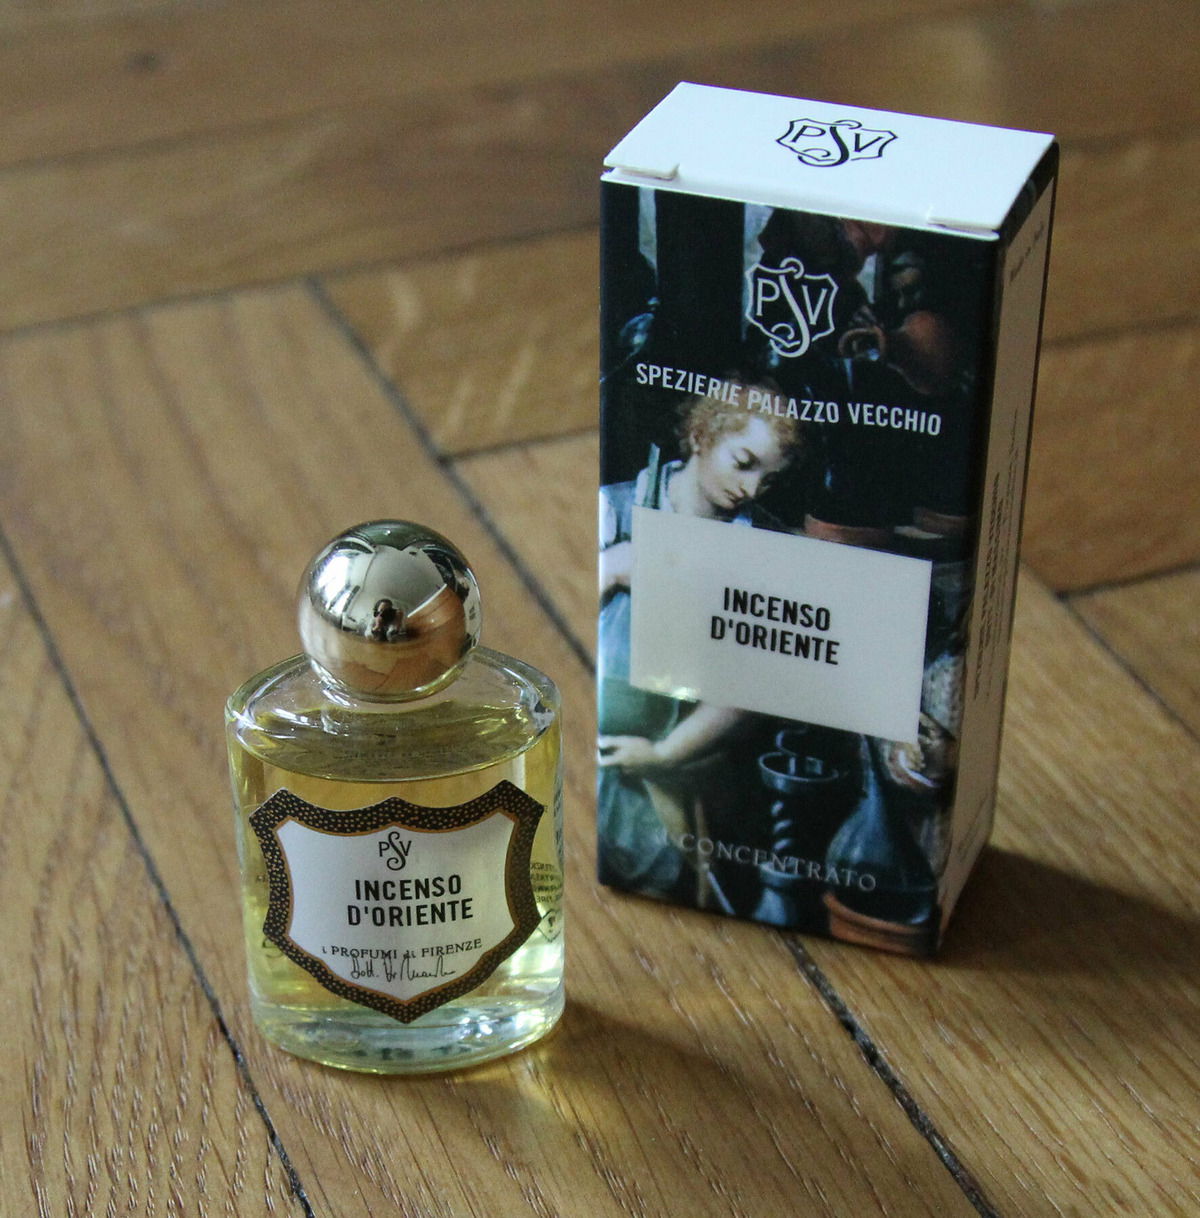 PSV
PSV
SPEZIERIE PALAZZO VECCHIO
INCENSO
D'ORIENTE
CONCENTRATO
PSV
INCENSO
D'ORIENTE
i PROFUMI di FIRENZE